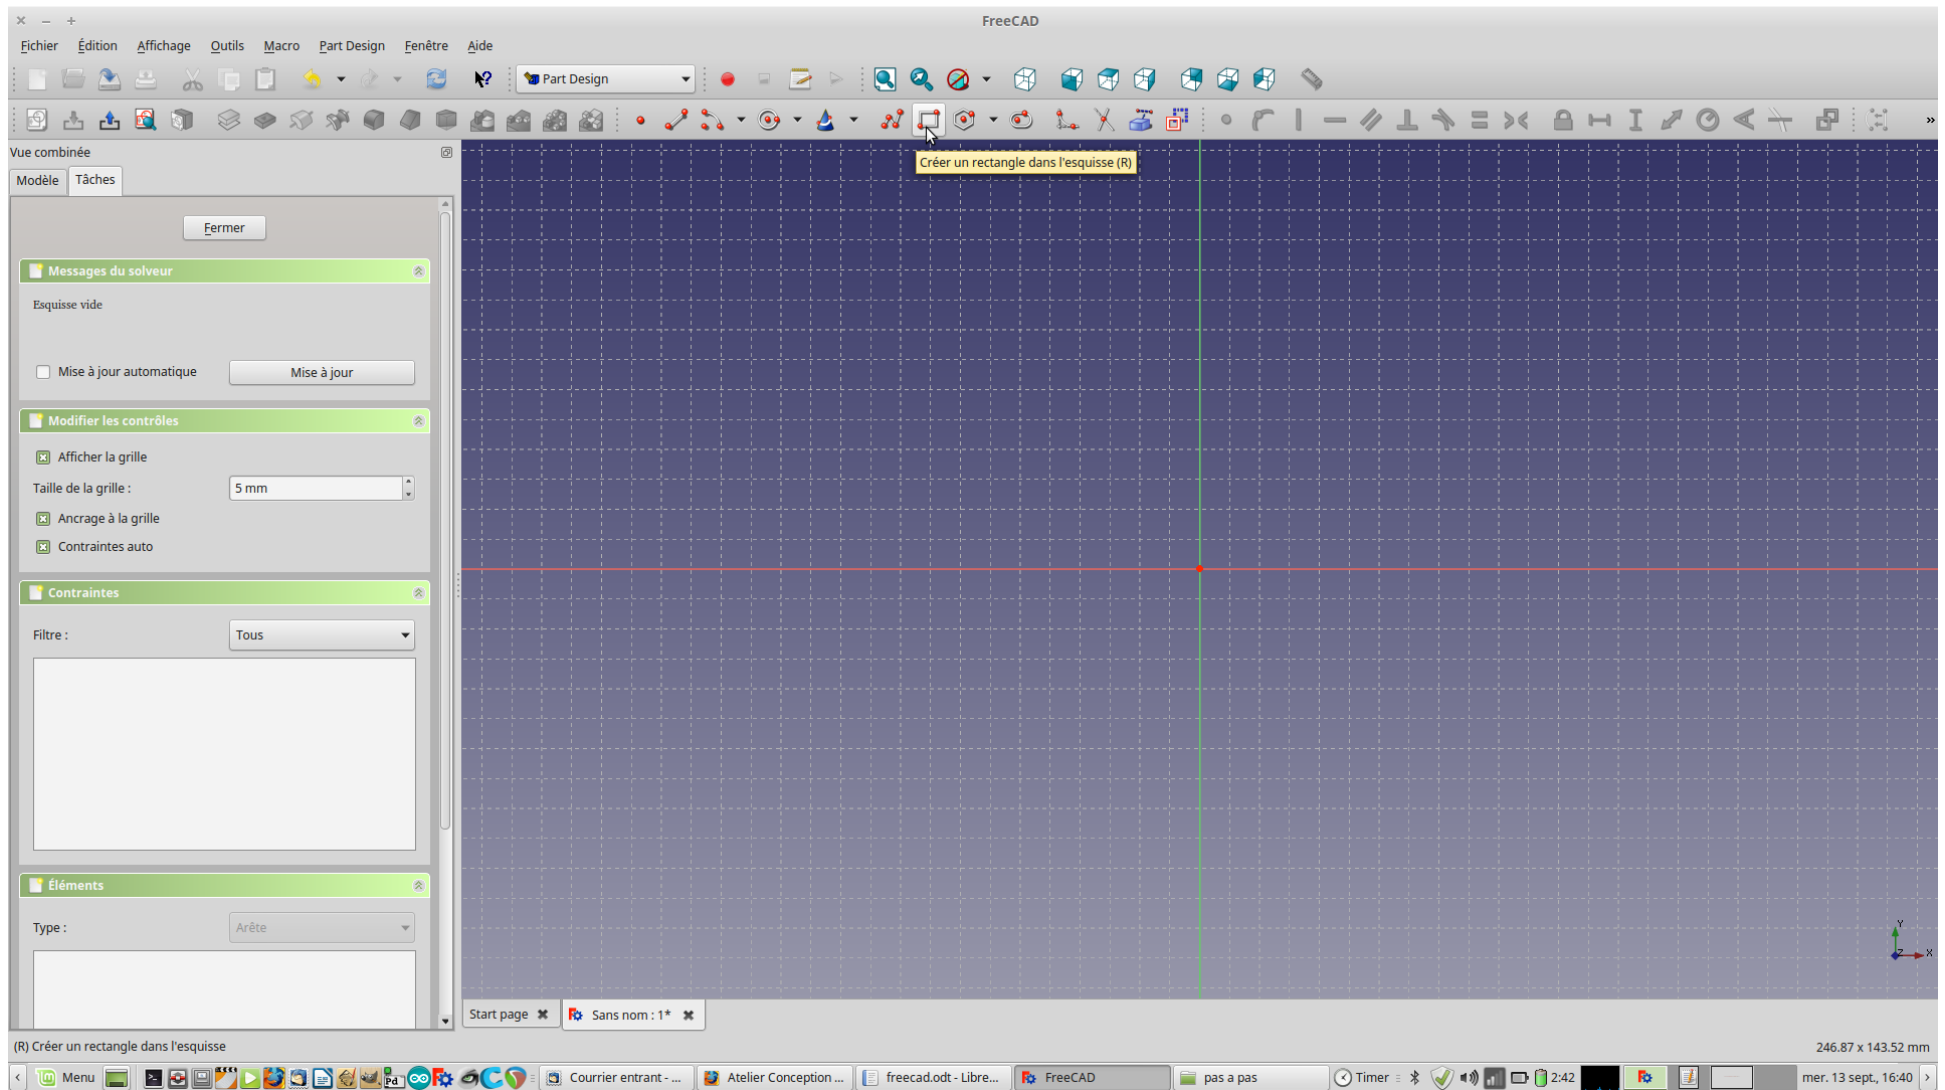 FreeCAD
Fichier Édition Affichage Outils Macro Part Design Fenêtre Aide
Part Design
»
Vue combinée
Créer un rectangle dans l'esquisse (R)
Modèle Tâches
Fermer
Messages du solveur
Esquisse vide
Mise à jour automatique Mise à jour
Modifier les contrôles
Afficher la grille
Taille de la grille : 5 mm
Ancrage à la grille
Contraintes auto
Contraintes
Filtre : Tous
Éléments
Type : Arête
Y
Z X
Start page Sans nom : 1*
(R) Créer un rectangle dans l'esquisse 246.87 x 143.52 mm
Menu Pd Courrier entrant - ... Atelier Conception ... freecad.odt - Libre... FreeCAD pas a pas Timer 2:42 mer. 13 sept., 16:40